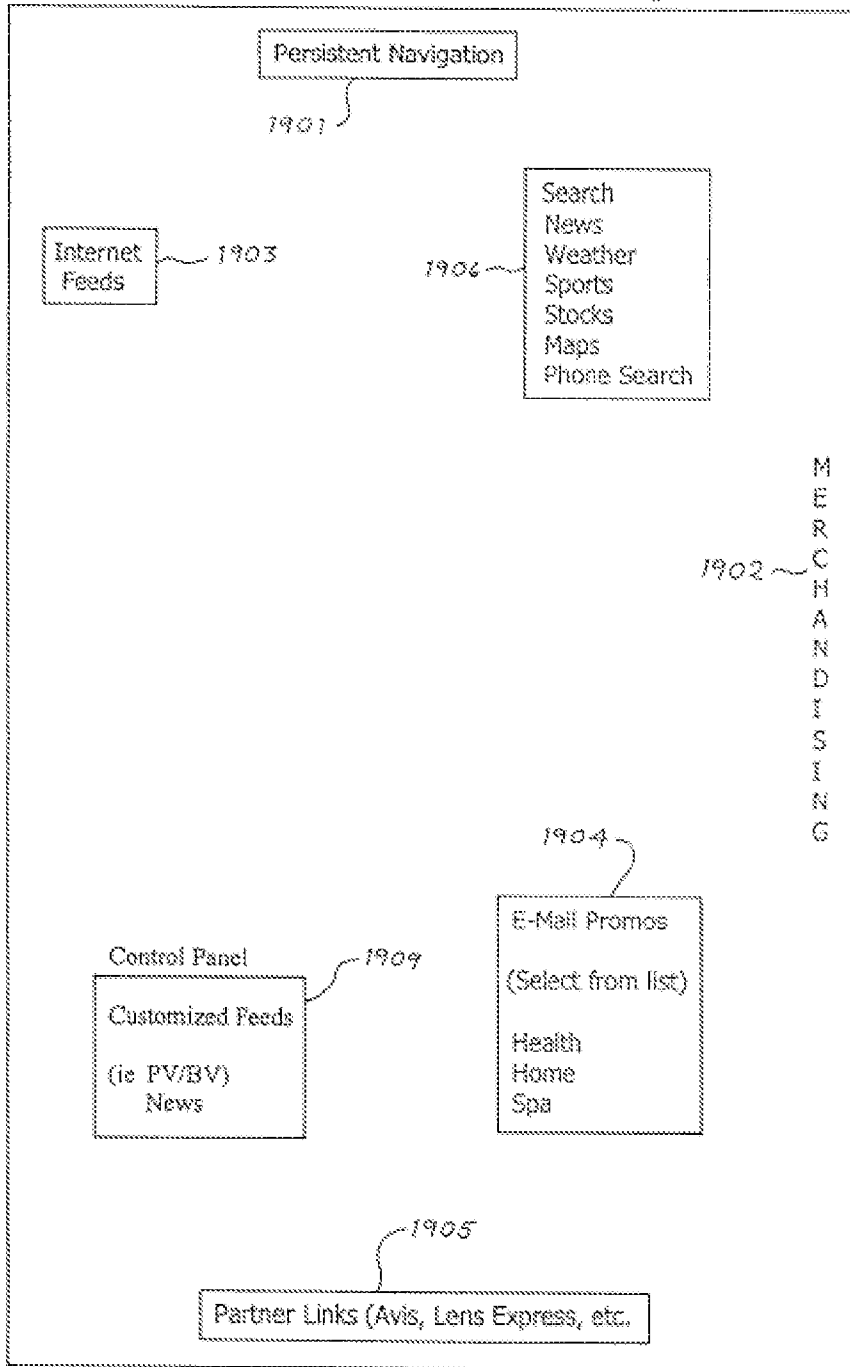 Persistent Navigation
1901
Search
News
Internet
Feeds
1903
1906
Weather
Sports
Stocks
Maps
Phone Search
MERCHANDISING
1902
1904
E-Mail Promos
(Select from list)
Health
Home
Spa
Control Panel
1909
Customized Feeds
(ie PV/BV)
News
1905
Partner Links (Avis, Lens Express, etc.